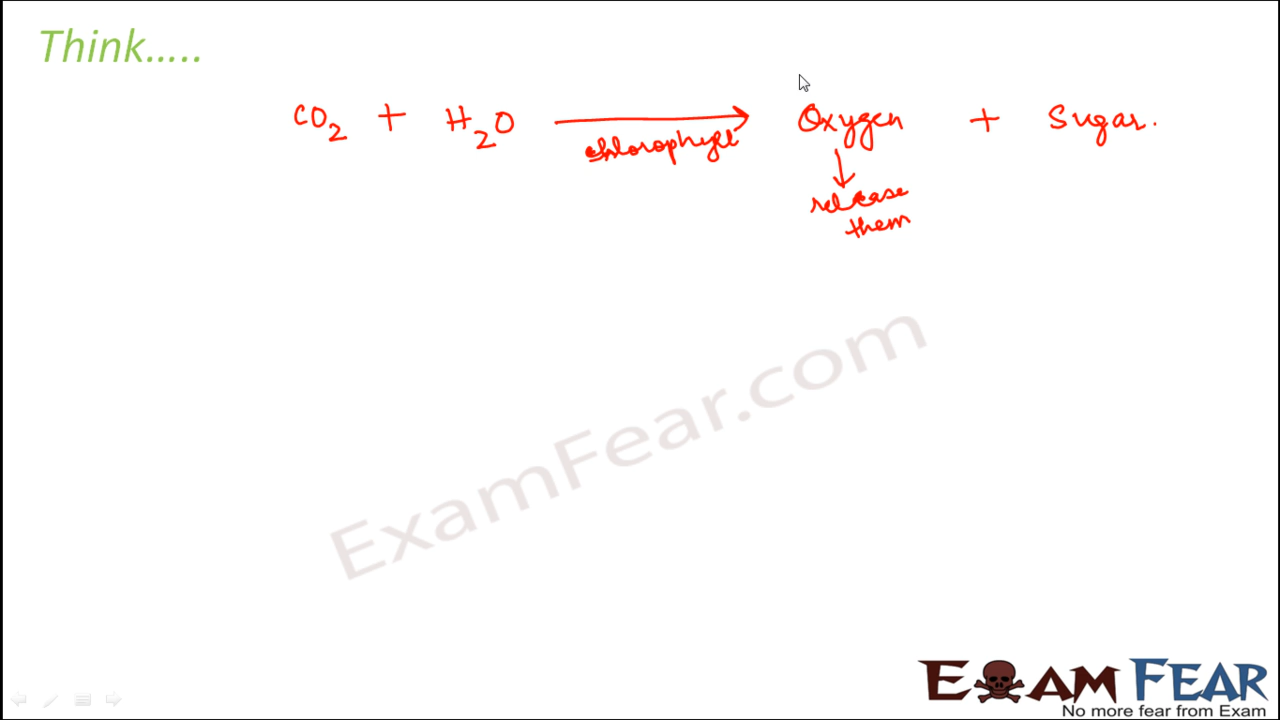 Think.....
CO2 + H2O chlorophyll Oxygen + Sugar.
release
them
ExamFear.com
EXAM FEAR
No more fear from Exam